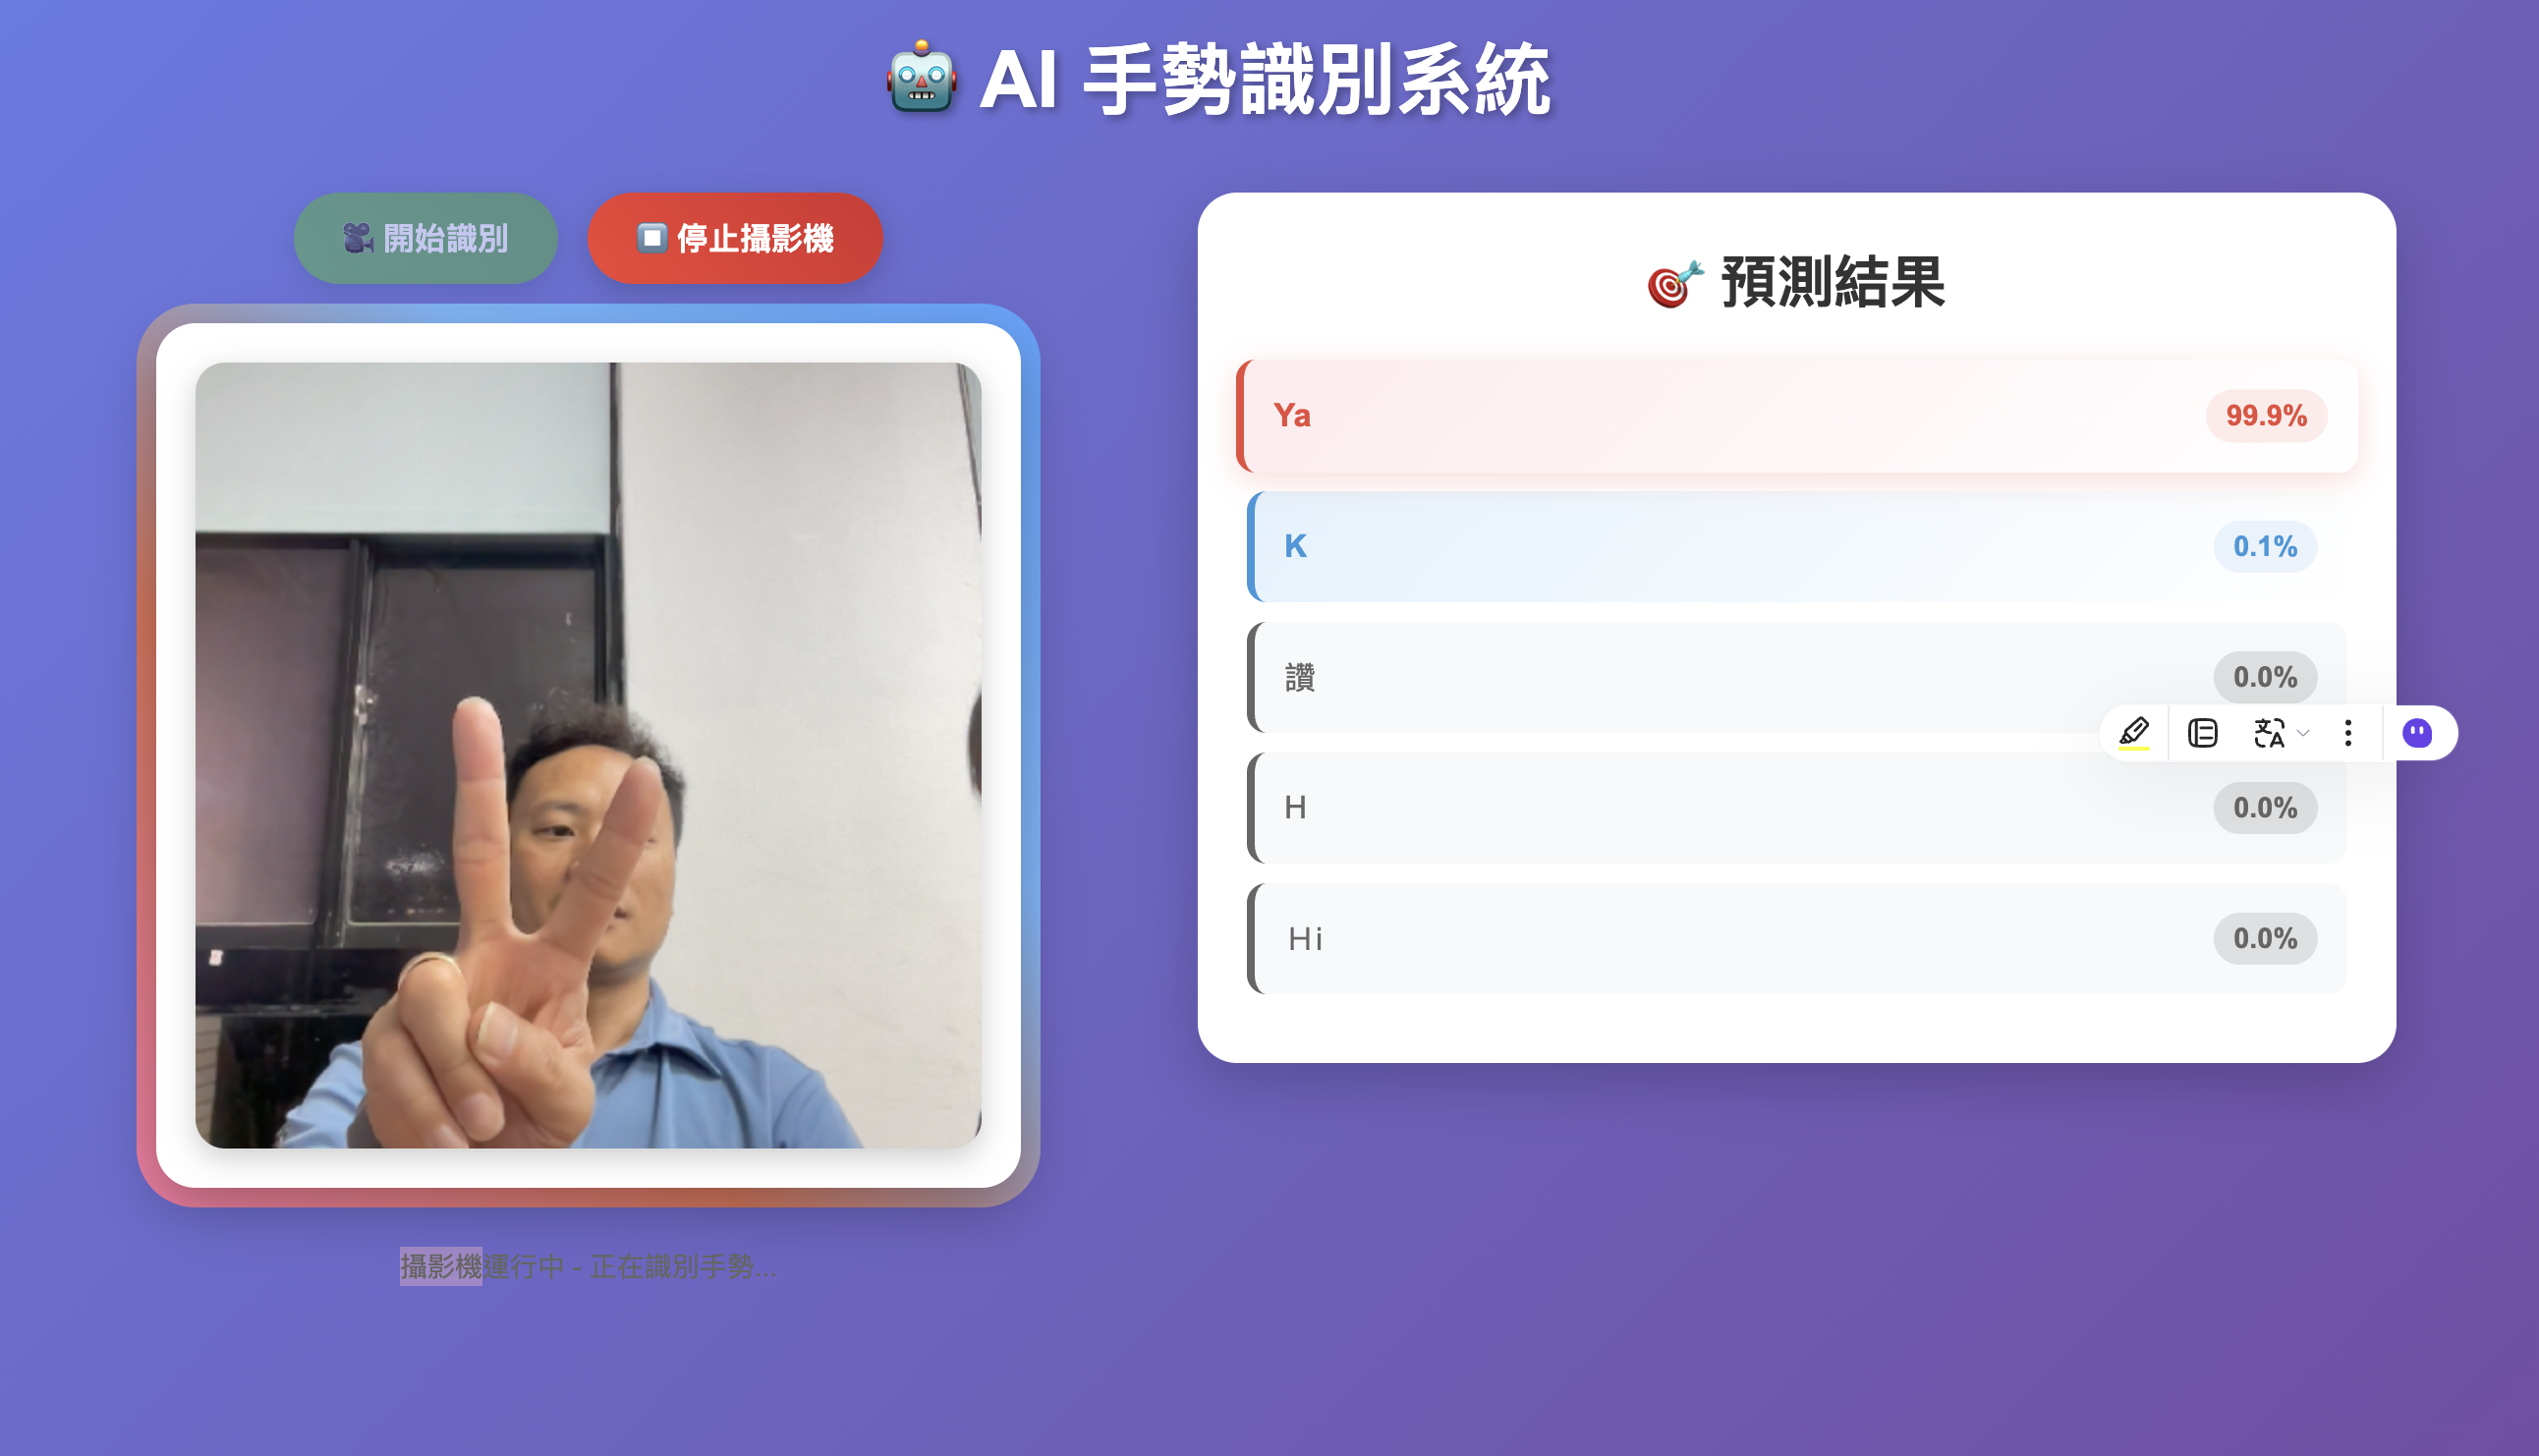 🤖 AI 手勢識別系統
🎥 開始識別
⏹️ 停止攝影機
攝影機運行中 - 正在識別手勢...
🎯 預測結果
Ya 99.9%
K 0.1%
讚 0.0%
H 0.0%
Hi 0.0%